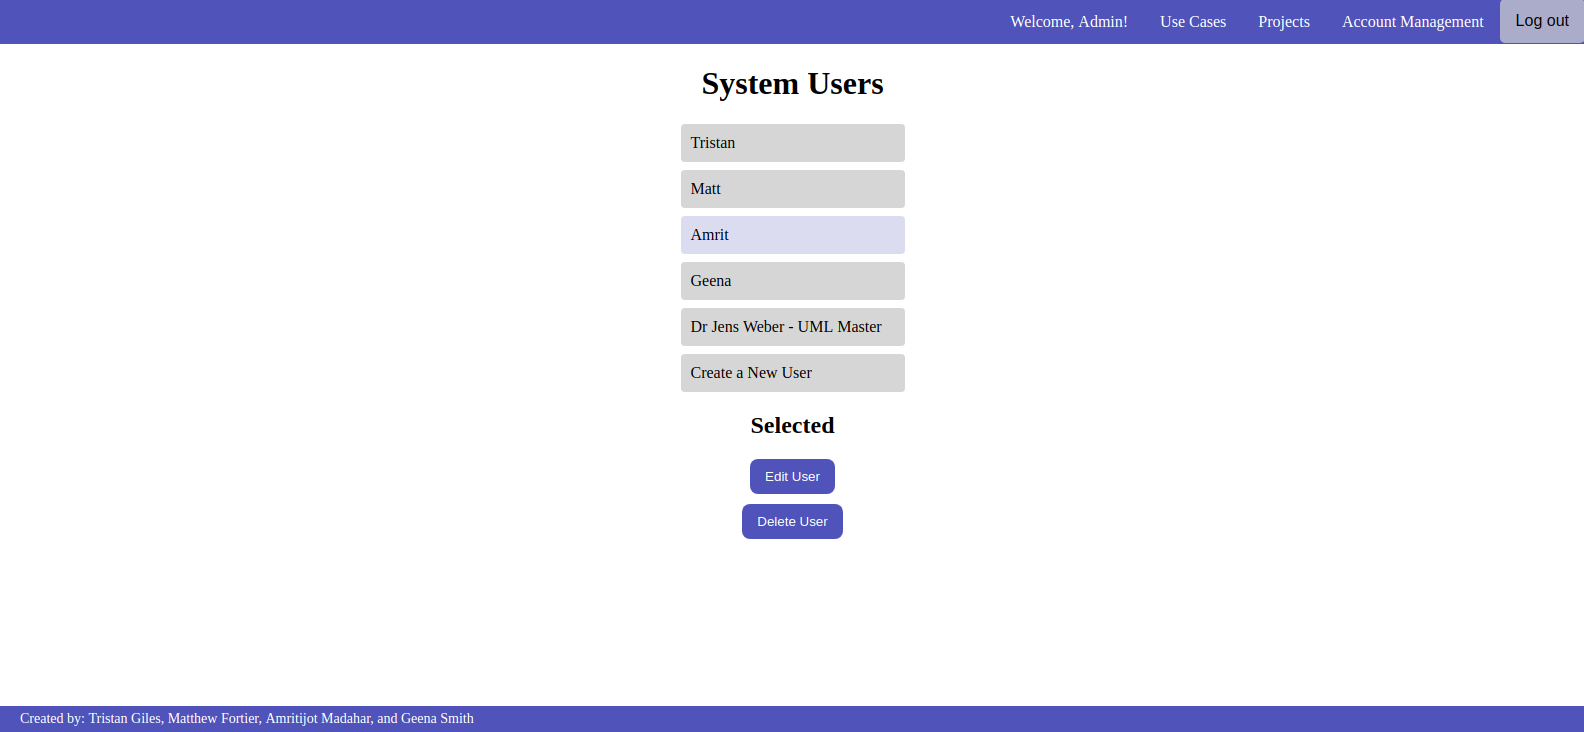 Welcome, Admin! Use Cases Projects Account Management Log out
System Users
Tristan
Matt
Amrit
Geena
Dr Jens Weber - UML Master
Create a New User
Selected
Edit User
Delete User
Created by: Tristan Giles, Matthew Fortier, Amritijot Madahar, and Geena Smith